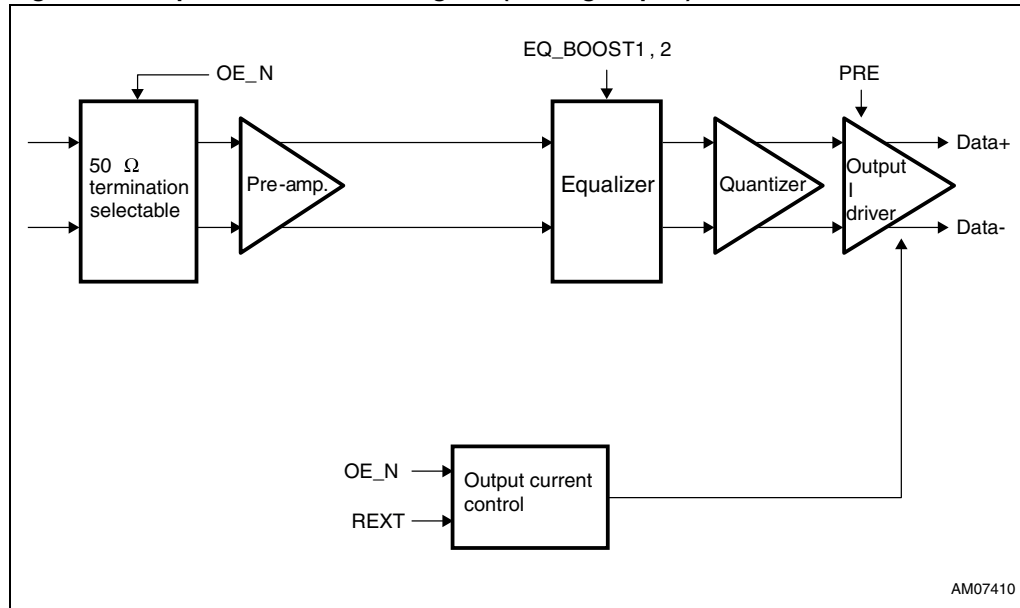 EQ_BOOST1, 2
OE_N
PRE
50 Ω
termination
selectable
Pre-amp.
Equalizer
Quantizer
Output
driver
Data+
Data-
OE_N
REXT
Output current
control
AM07410